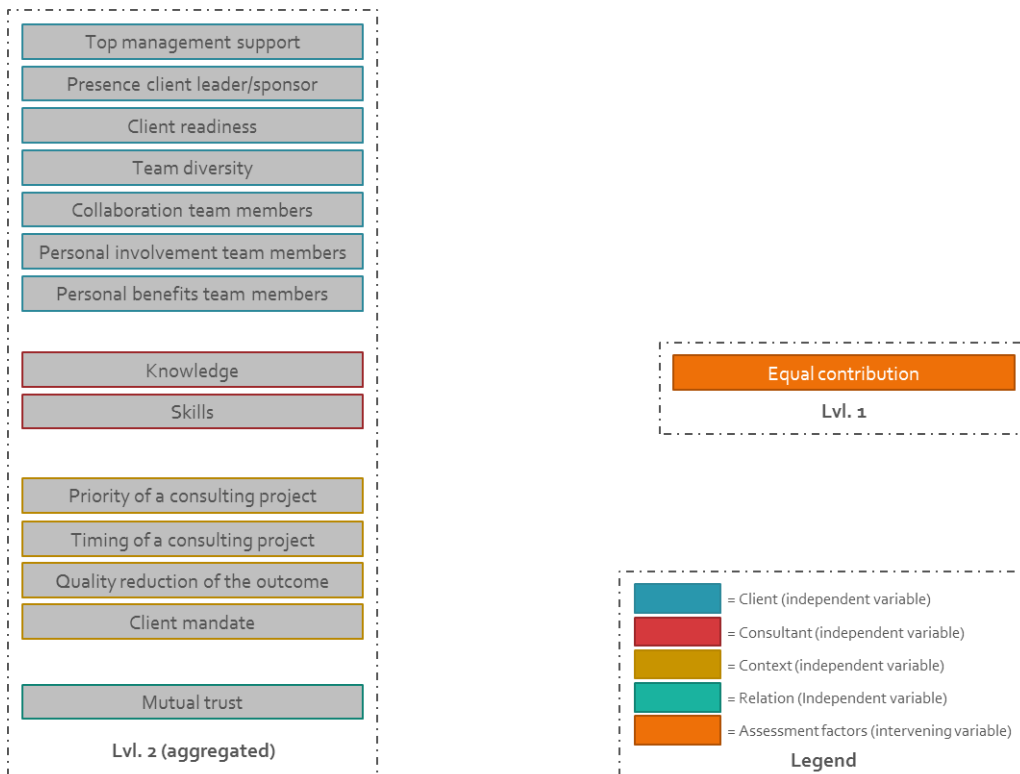 Top management support
Presence client leader/sponsor
Client readiness
Team diversity
Collaboration team members
Personal involvement team members
Personal benefits team members
Knowledge
Skills
Priority of a consulting project
Timing of a consulting project
Quality reduction of the outcome
Client mandate
Mutual trust
Lvl. 2 (aggregated)
Equal contribution
Lvl. 1
= Client (independent variable)
= Consultant (independent variable)
= Context (independent variable)
= Relation (Independent variable)
= Assessment factors (intervening variable)
Legend